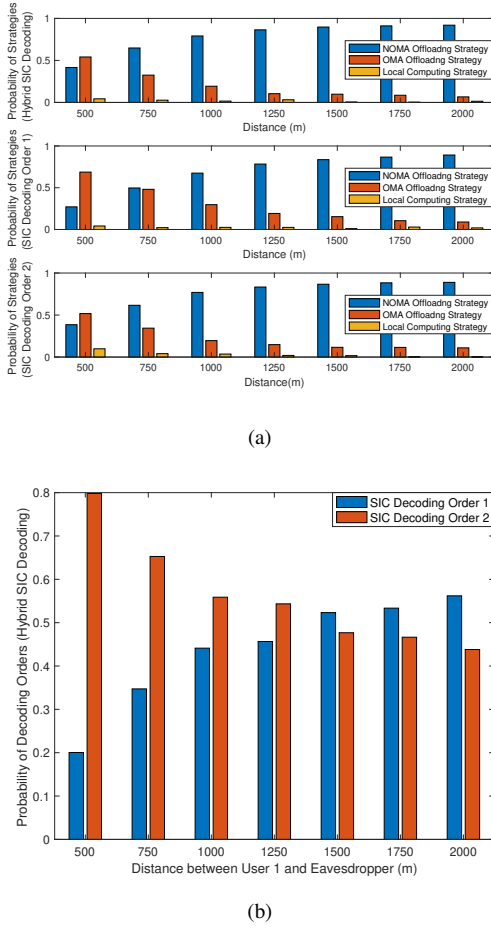 Probability of Strategies
(Hybrid SIC Decoding)
1
0.5
0
NOMA Offloading Strategy
OMA Offloadng Strategy
Local Computing Strategy
500 750 1000 1250 1500 1750 2000
Distance (m)
Probability of Strategies
(SIC Decoding Order 1)
1
0.5
0
NOMA Offloading Strategy
OMA Offloadng Strategy
Local Computing Strategy
500 750 1000 1250 1500 1750 2000
Distance (m)
Probability of Strategies
(SIC Decoding Order 2)
1
0.5
0
NOMA Offloading Strategy
OMA Offloadng Strategy
Local Computing Strategy
500 750 1000 1250 1500 1750 2000
Distance(m)
(a)
Probability of Decoding Orders (Hybrid SIC Decoding)
0.8
0.7
0.6
0.5
0.4
0.3
0.2
0.1
0
SIC Decoding Order 1
SIC Decoding Order 2
500 750 1000 1250 1500 1750 2000
Distance between User 1 and Eavesdropper (m)
(b)